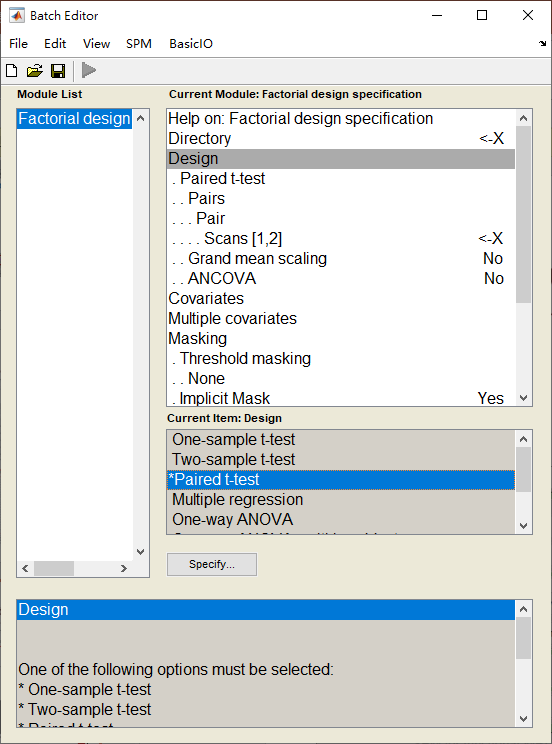 Batch Editor
File Edit View SPM BasicIO
Module List
Current Module: Factorial design specification
Factorial design
Help on: Factorial design specification
Directory <-X
Design
. Paired t-test
. . Pairs
. . . Pair
. . . . Scans [1,2] <-X
. . Grand mean scaling No
. . ANCOVA No
Covariates
Multiple covariates
Masking
. Threshold masking
. . None
. Implicit Mask Yes
Current Item: Design
One-sample t-test
Two-sample t-test
*Paired t-test
Multiple regression
One-way ANOVA
Specify...
Design
One of the following options must be selected:
* One-sample t-test
* Two-sample t-test
* Paired t-test